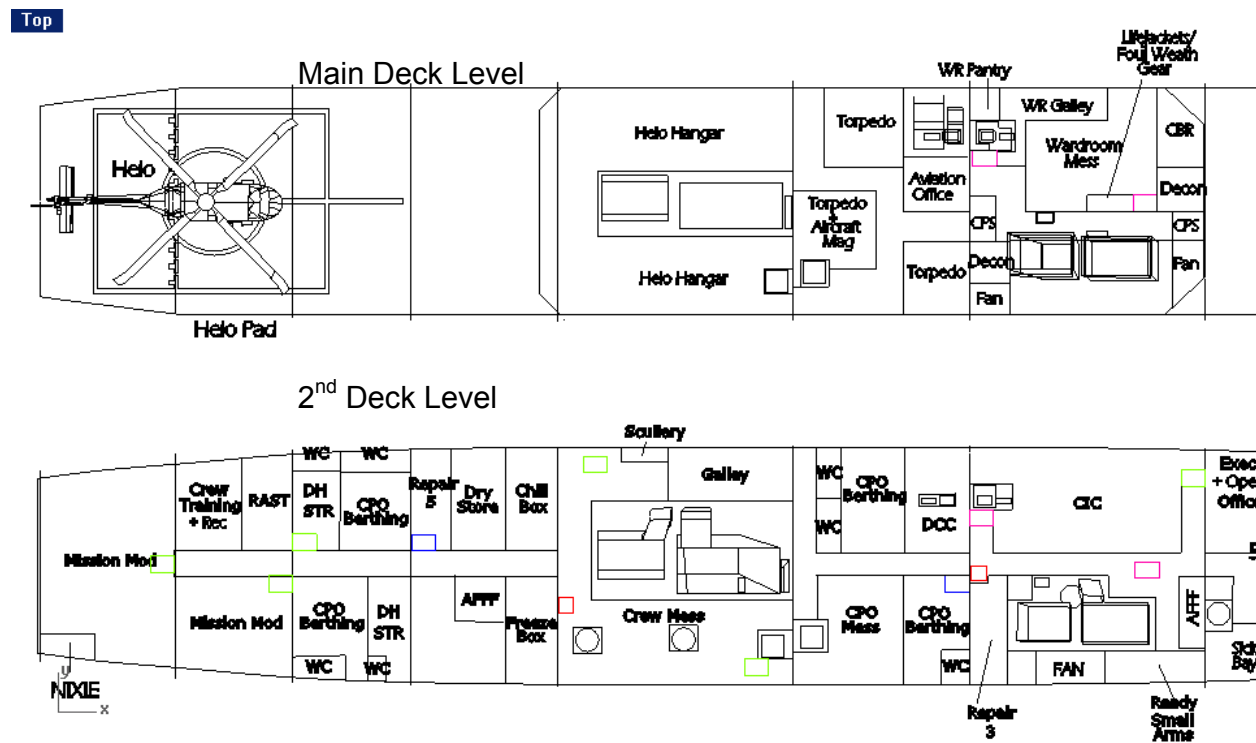 Top
Main Deck Level
Lifejackets/
Foul Weath
Gear
WR Pantry
WR Galley
Helo Hangar
Torpedo
Wardroom
Mess
CBR
Helo
Aviation
Office
Decon
Torpedo
+
Aircraft
Mag
CPS
CPS
Helo Hangar
Torpedo
Decon
Fan
Fan
Helo Pad
2nd Deck Level
Scullery
WC
WC
Galley
Crew
Training
+ Rec
RAST
DH
STR
CPO
Berthing
Repair
5
Dry
Store
Chill
Box
WC
CPO
Berthing
WC
DCC
CIC
Exec
+ Ope
Office
Mission Mod
Mission Mod
CPO
Berthing
DH
STR
AFFF
Freeze
Box
Crew Mess
CPO
Mess
CPO
Berthing
AFFF
WC
WC
WC
FAN
Side
Bay
NIXIE
y
x
Repair
3
Ready
Small
Arms